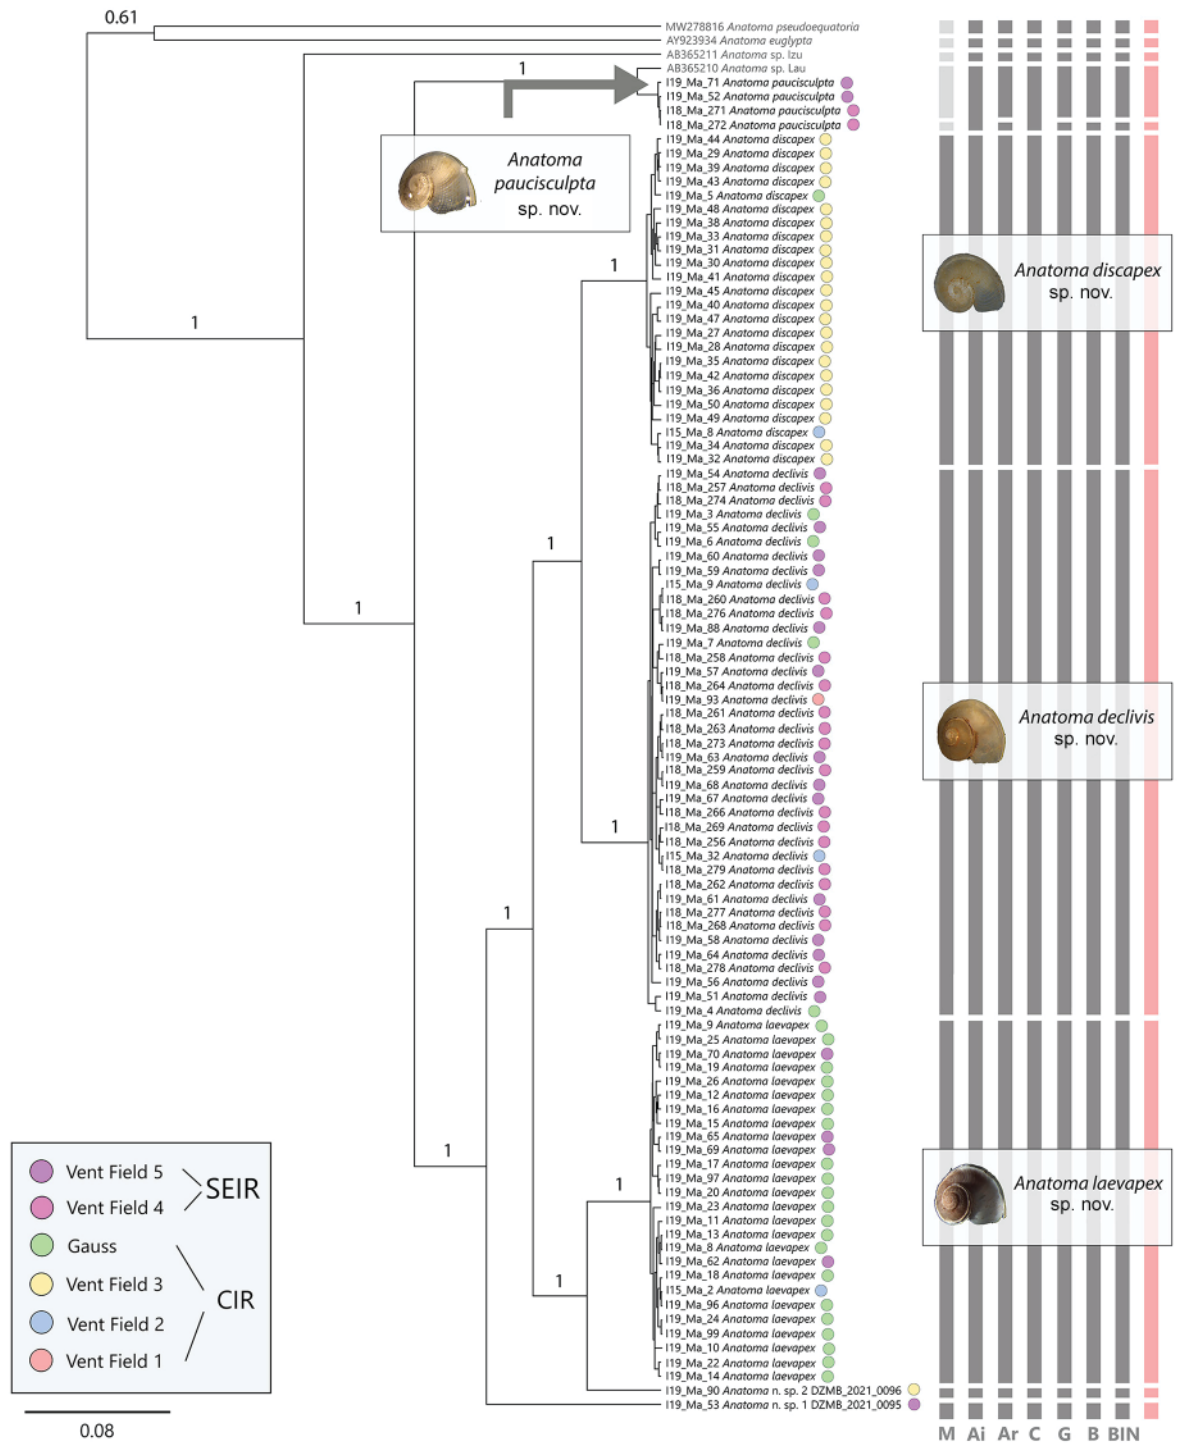 0.61
MW278816 Anatoma pseudoequatoria
AY923934 Anatoma euglypta
AB365211 Anatoma sp. Izu
AB365210 Anatoma sp. Lau
1
I19_Ma_71 Anatoma paucisculpta
I19_Ma_52 Anatoma paucisculpta
I18_Ma_271 Anatoma paucisculpta
I18_Ma_272 Anatoma paucisculpta
Anatoma
paucisculpta
sp. nov.
I19_Ma_44 Anatoma discapex
I19_Ma_29 Anatoma discapex
I19_Ma_39 Anatoma discapex
I19_Ma_43 Anatoma discapex
I19_Ma_5 Anatoma discapex
I19_Ma_48 Anatoma discapex
I19_Ma_38 Anatoma discapex
I19_Ma_33 Anatoma discapex
I19_Ma_31 Anatoma discapex
I19_Ma_30 Anatoma discapex
1
I19_Ma_41 Anatoma discapex
I19_Ma_45 Anatoma discapex
I19_Ma_40 Anatoma discapex
I19_Ma_47 Anatoma discapex
I19_Ma_27 Anatoma discapex
I19_Ma_28 Anatoma discapex
I19_Ma_35 Anatoma discapex
I19_Ma_42 Anatoma discapex
I19_Ma_36 Anatoma discapex
I19_Ma_50 Anatoma discapex
I19_Ma_49 Anatoma discapex
I15_Ma_8 Anatoma discapex
I19_Ma_34 Anatoma discapex
I19_Ma_32 Anatoma discapex
Anatoma discapex
sp. nov.
1
I19_Ma_54 Anatoma declivis
I18_Ma_257 Anatoma declivis
I18_Ma_274 Anatoma declivis
I19_Ma_3 Anatoma declivis
I19_Ma_55 Anatoma declivis
I19_Ma_6 Anatoma declivis
1
I19_Ma_60 Anatoma declivis
I19_Ma_59 Anatoma declivis
I15_Ma_9 Anatoma declivis
I18_Ma_260 Anatoma declivis
I18_Ma_276 Anatoma declivis
1
I19_Ma_88 Anatoma declivis
I19_Ma_7 Anatoma declivis
I18_Ma_258 Anatoma declivis
I19_Ma_57 Anatoma declivis
I18_Ma_264 Anatoma declivis
I19_Ma_93 Anatoma declivis
I18_Ma_261 Anatoma declivis
I18_Ma_263 Anatoma declivis
I18_Ma_273 Anatoma declivis
I19_Ma_63 Anatoma declivis
I18_Ma_259 Anatoma declivis
I19_Ma_68 Anatoma declivis
I19_Ma_67 Anatoma declivis
I18_Ma_266 Anatoma declivis
1
I18_Ma_269 Anatoma declivis
I18_Ma_256 Anatoma declivis
I15_Ma_32 Anatoma declivis
I18_Ma_279 Anatoma declivis
I18_Ma_262 Anatoma declivis
I19_Ma_61 Anatoma declivis
I18_Ma_277 Anatoma declivis
I18_Ma_268 Anatoma declivis
I19_Ma_58 Anatoma declivis
I19_Ma_64 Anatoma declivis
I18_Ma_278 Anatoma declivis
I19_Ma_56 Anatoma declivis
I19_Ma_51 Anatoma declivis
I19_Ma_4 Anatoma declivis
Anatoma declivis
sp. nov.
1
I19_Ma_9 Anatoma laevapex
I19_Ma_25 Anatoma laevapex
I19_Ma_70 Anatoma laevapex
I19_Ma_19 Anatoma laevapex
I19_Ma_26 Anatoma laevapex
I19_Ma_12 Anatoma laevapex
I19_Ma_16 Anatoma laevapex
I19_Ma_15 Anatoma laevapex
I19_Ma_65 Anatoma laevapex
I19_Ma_69 Anatoma laevapex
1
I19_Ma_17 Anatoma laevapex
I19_Ma_97 Anatoma laevapex
1
I19_Ma_20 Anatoma laevapex
I19_Ma_23 Anatoma laevapex
I19_Ma_11 Anatoma laevapex
I19_Ma_13 Anatoma laevapex
I19_Ma_8 Anatoma laevapex
I19_Ma_62 Anatoma laevapex
I19_Ma_18 Anatoma laevapex
1
I15_Ma_2 Anatoma laevapex
I19_Ma_96 Anatoma laevapex
I19_Ma_24 Anatoma laevapex
I19_Ma_99 Anatoma laevapex
I19_Ma_10 Anatoma laevapex
I19_Ma_22 Anatoma laevapex
I19_Ma_14 Anatoma laevapex
Anatoma laevapex
sp. nov.
I19_Ma_90 Anatoma n. sp. 2 DZMB_2021_0096
I19_Ma_53 Anatoma n. sp. 1 DZMB_2021_0095
Vent Field 5
Vent Field 4
SEIR
Gauss
Vent Field 3
Vent Field 2
Vent Field 1
CIR
0.08
M Ai Ar C G B BIN